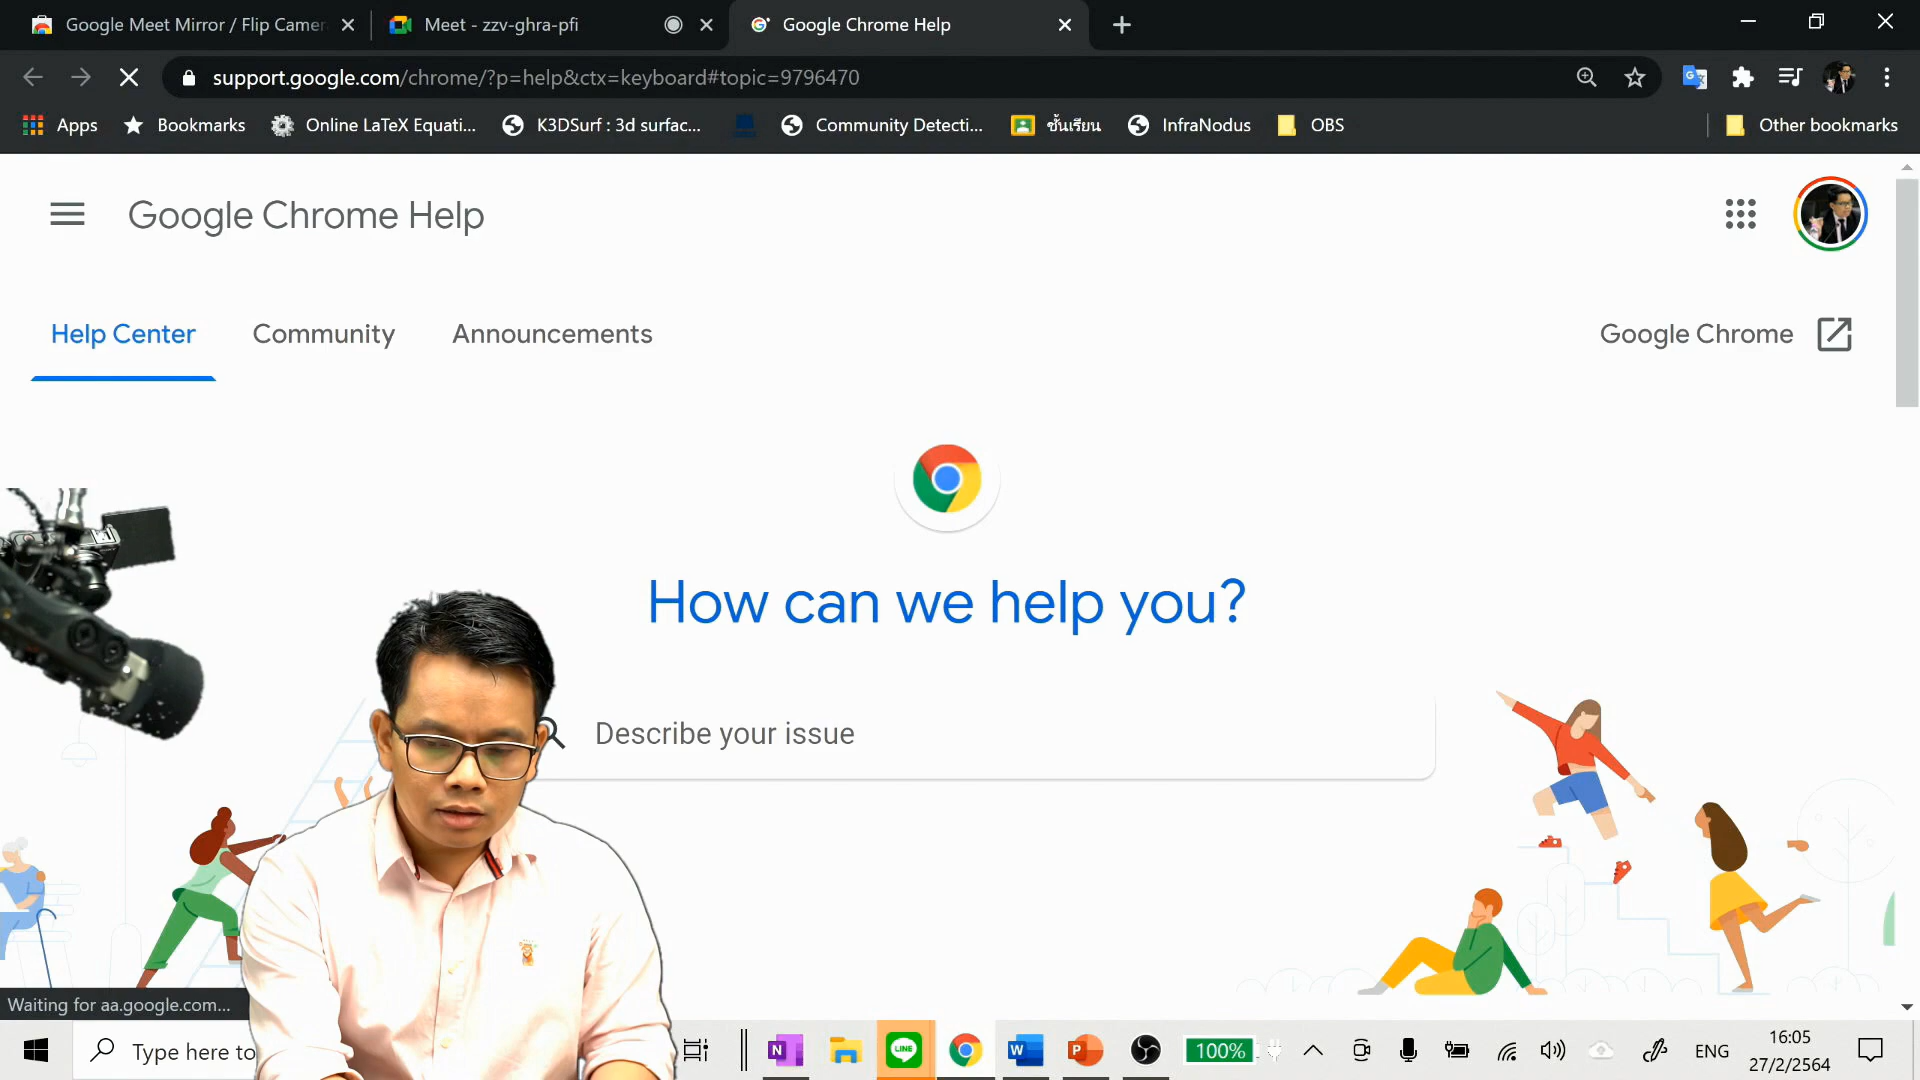 Google Meet Mirror / Flip Camer
Meet - zzv-ghra-pfi
Google Chrome Help
support.google.com/chrome/?p=help&ctx=keyboard#topic=9796470
Apps
Bookmarks
Online LaTeX Equati...
K3DSurf : 3d surfac...
Community Detecti...
ชั้นเรียน
InfraNodus
OBS
Other bookmarks
Google Chrome Help
Help Center
Community
Announcements
Google Chrome
How can we help you?
Describe your issue
Waiting for aa.google.com...
Type here to
N
LINE
W
P
100%
ENG
16:05
27/2/2564